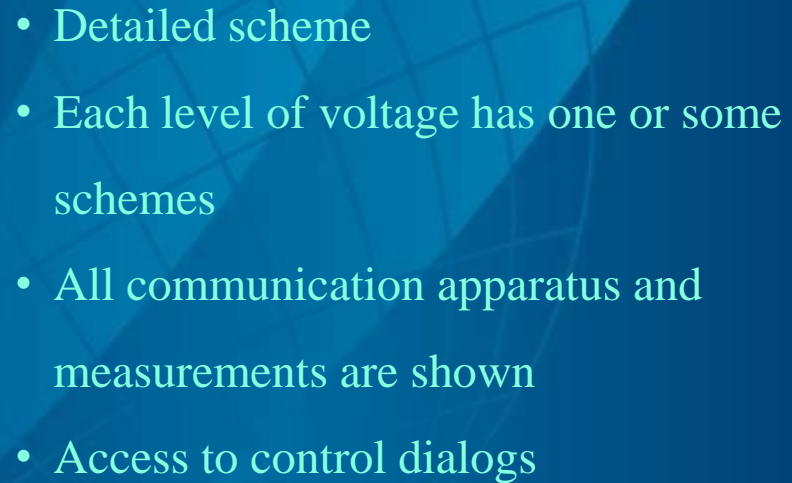 • Detailed scheme
• Each level of voltage has one or some
schemes
• All communication apparatus and
measurements are shown
• Access to control dialogs